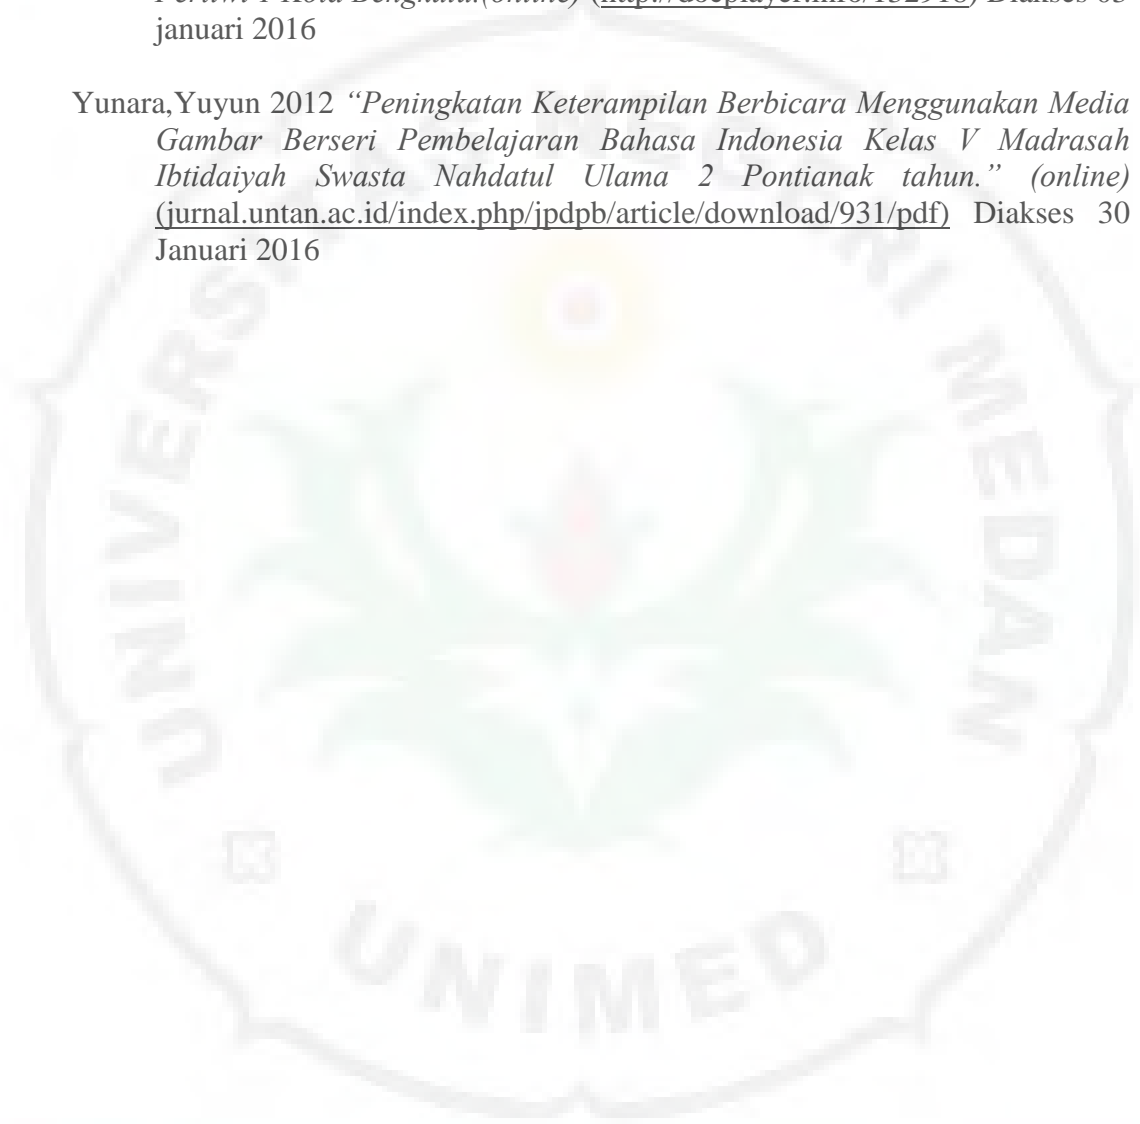 januari 2016
Yunara,Yuyun 2012 “Peningkatan Keterampilan Berbicara Menggunakan Media
Gambar Berseri Pembelajaran Bahasa Indonesia Kelas V Madrasah
Ibtidaiyah Swasta Nahdatul Ulama 2 Pontianak tahun.” (online)
(jurnal.untan.ac.id/index.php/jpdpb/article/download/931/pdf) Diakses 30
Januari 2016
UNIVERSITAS NEGERI MEDAN
UNIMED